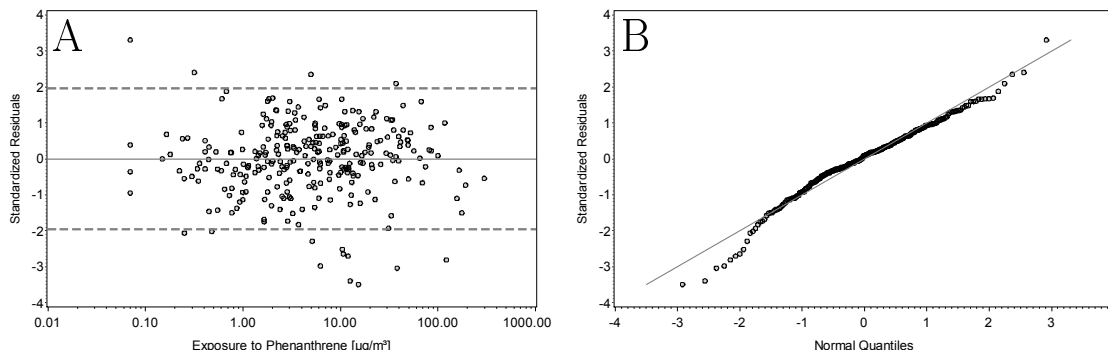 A
B
Standardized Residuals
4
3
2
1
0
-1
-2
-3
-4
0.01 0.10 1.00 10.00 100.00 1000.00
Exposure to Phenanthrene [µg/m³]
Standardized Residuals
4
3
2
1
0
-1
-2
-3
-4
-4 -3 -2 -1 0 1 2 3 4
Normal Quantiles